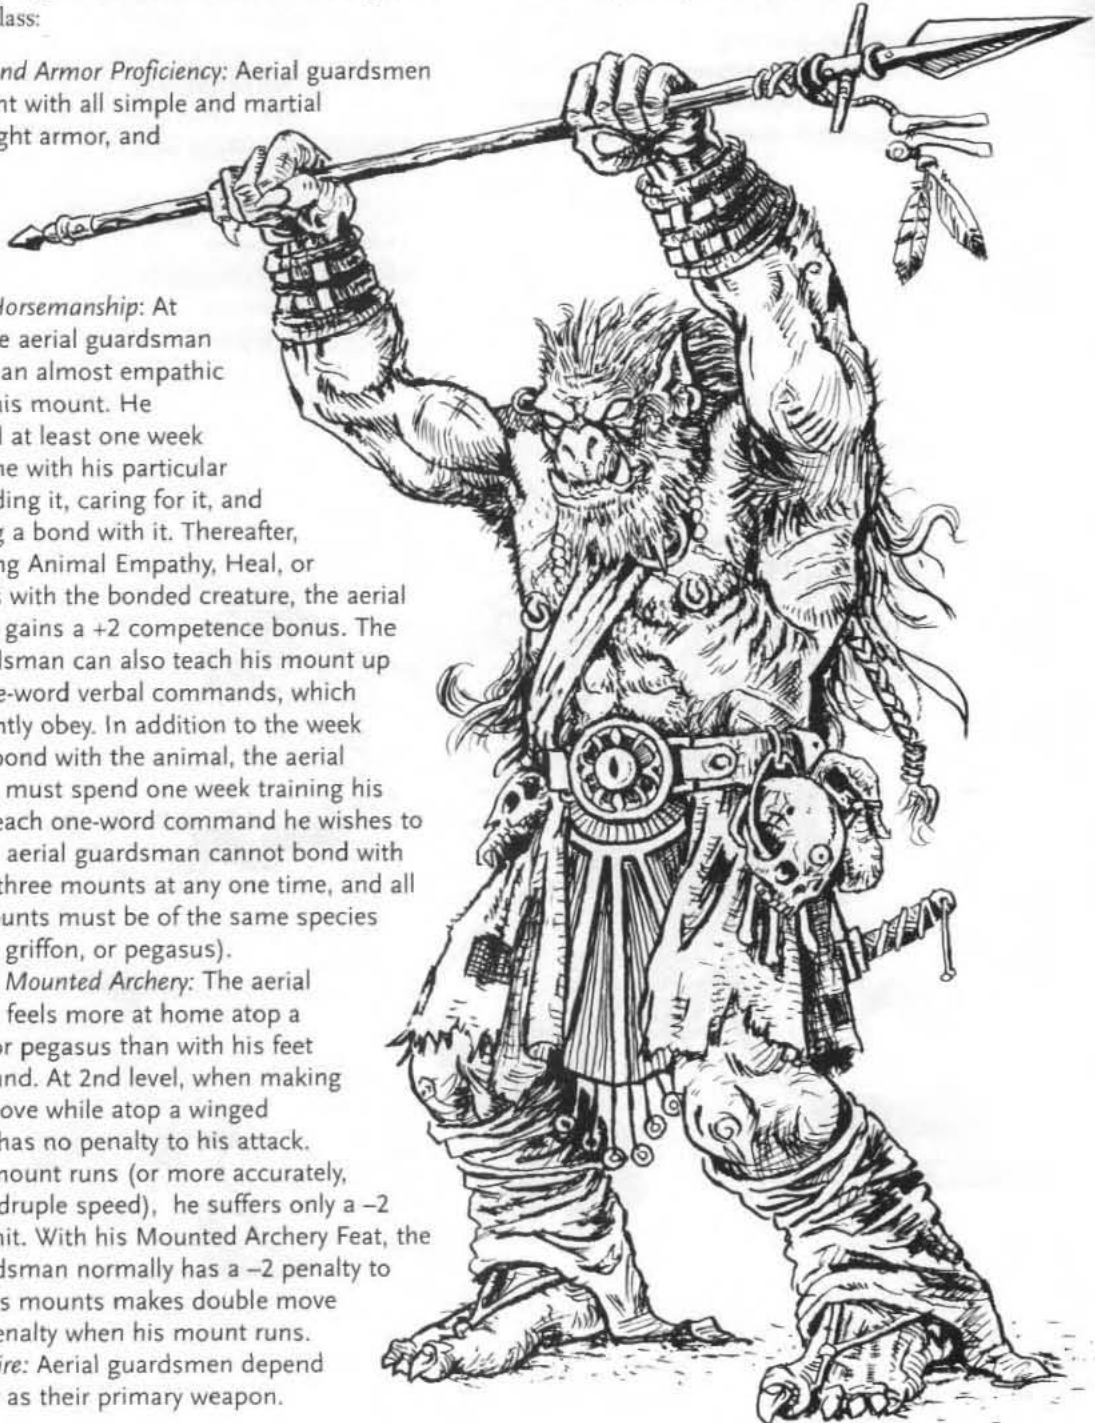 lass:
nd Armor Proficiency: Aerial guardsmen
nt with all simple and martial
ght armor, and
Horsemanship: At
e aerial guardsman
an almost empathic
his mount. He
d at least one week
ne with his particular
ding it, caring for it, and
g a bond with it. Thereafter,
ng Animal Empathy, Heal, or
s with the bonded creature, the aerial
gains a +2 competence bonus. The
dsman can also teach his mount up
e-word verbal commands, which
ntly obey. In addition to the week
bond with the animal, the aerial
must spend one week training his
each one-word command he wishes to
aerial guardsman cannot bond with
three mounts at any one time, and all
unts must be of the same species
griffon, or pegasus).
Mounted Archery: The aerial
feels more at home atop a
or pegasus than with his feet
und. At 2nd level, when making
ove while atop a winged
has no penalty to his attack.
mount runs (or more accurately,
druple speed), he suffers only a –2
hit. With his Mounted Archery Feat, the
dsman normally has a –2 penalty to
s mounts makes double move
enalty when his mount runs.
ire: Aerial guardsmen depend
as their primary weapon.